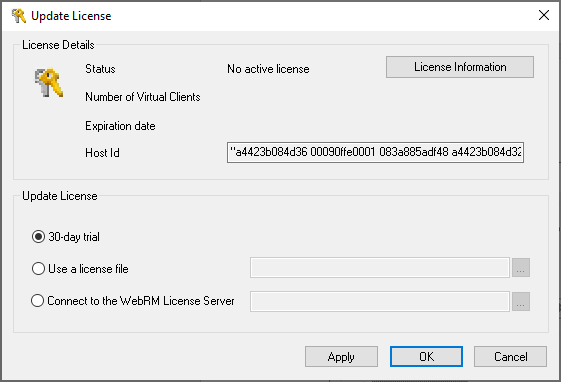 Update License
License Details
Status No active license License Information
Number of Virtual Clients
Expiration date
Host Id "a4423b084d36 00090ffe0001 083a885adf48 a4423b084d32
Update License
30-day trial
Use a license file ...
Connect to the WebRM License Server ...
Apply OK Cancel